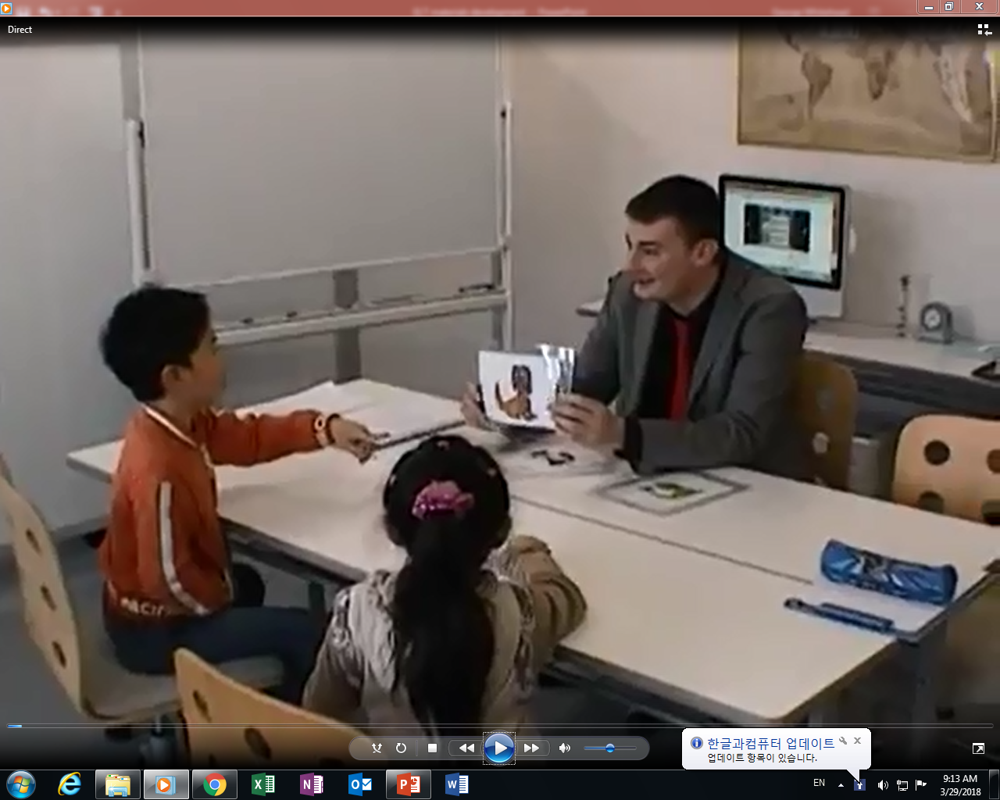 Direct
PACIF
한글과컴퓨터 업데이트
업데이트 항목이 있습니다.
EN
9:13 AM
3/29/2018